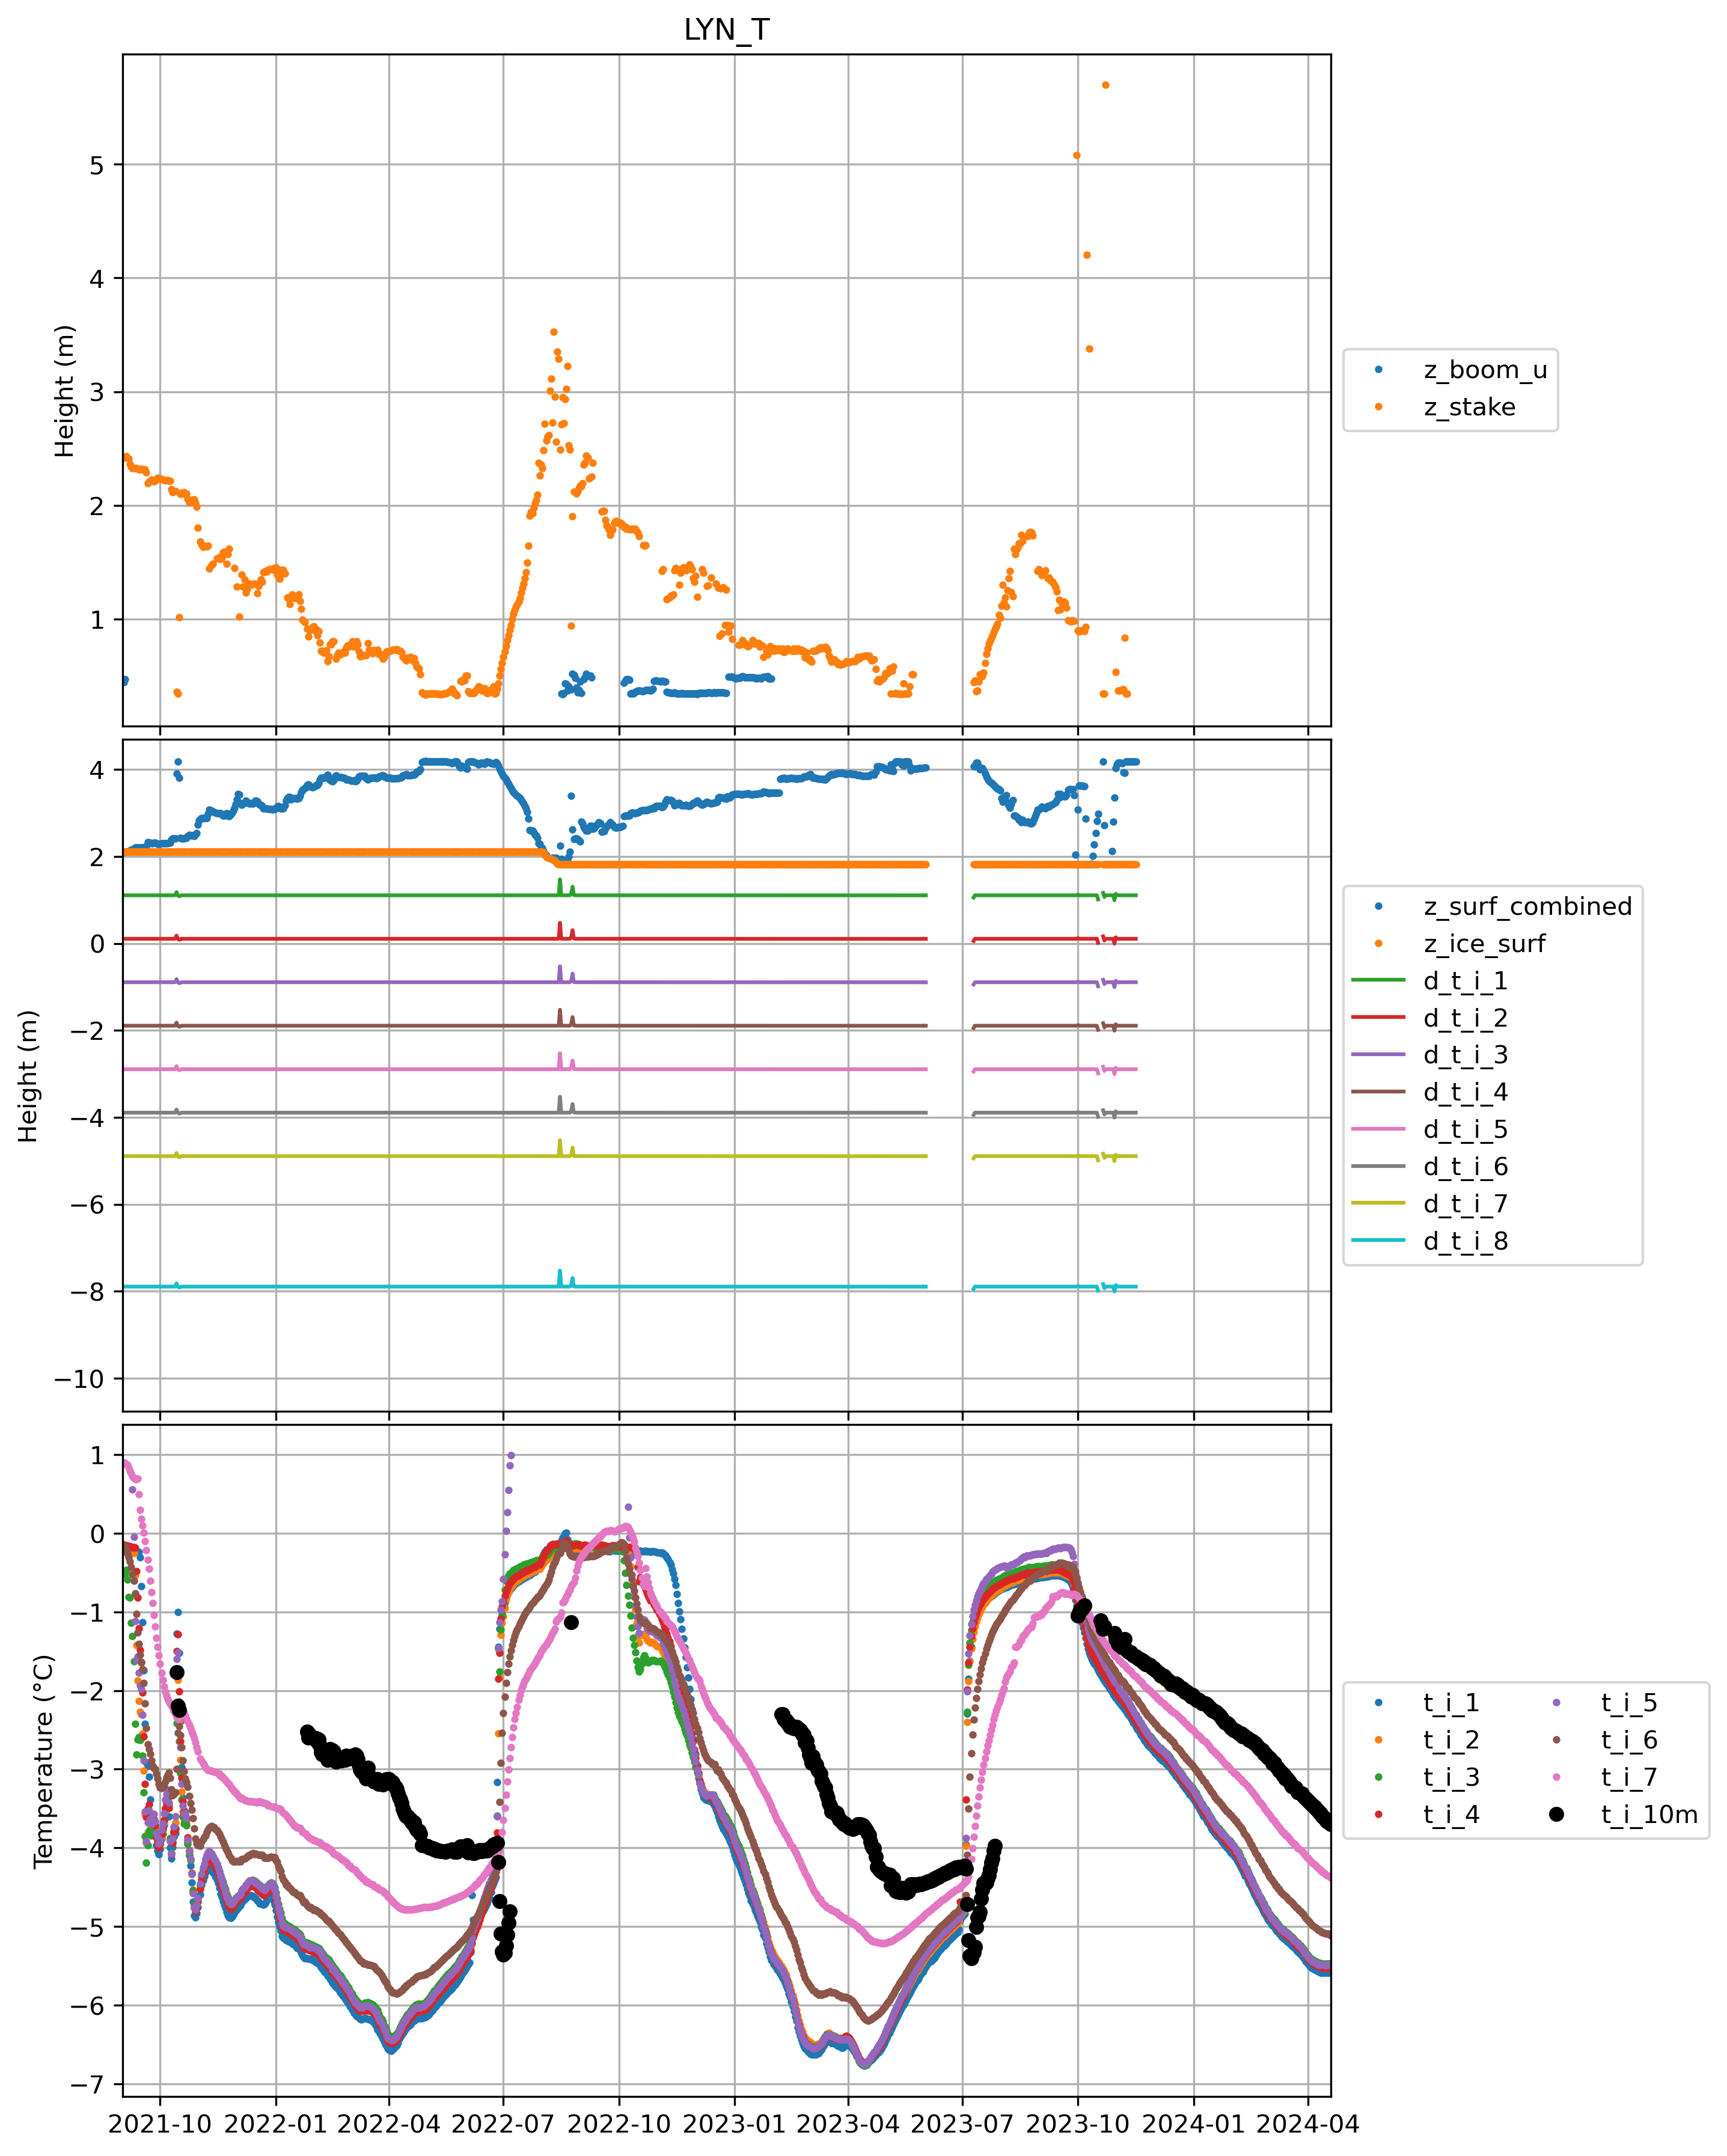 LYN_T
5
4
3
2
1
Height (m)
z_boom_u
z_stake
4
2
0
−2
−4
−6
−8
−10
Height (m)
z_surf_combined
z_ice_surf
d_t_i_1
d_t_i_2
d_t_i_3
d_t_i_4
d_t_i_5
d_t_i_6
d_t_i_7
d_t_i_8
1
0
−1
−2
−3
−4
−5
−6
−7
Temperature (°C)
t_i_1 t_i_5
t_i_2 t_i_6
t_i_3 t_i_7
t_i_4 t_i_10m
2021-10 2022-01 2022-04 2022-07 2022-10 2023-01 2023-04 2023-07 2023-10 2024-01 2024-04